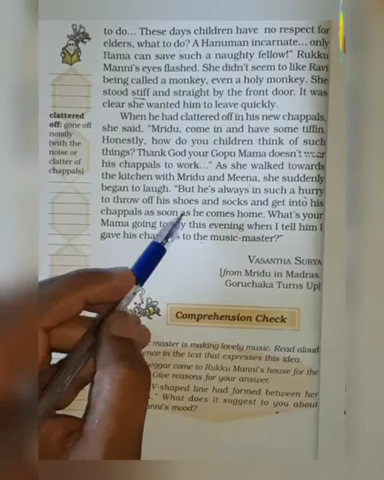 to do... These days children have no respect for
elders, what to do? A Hanuman incarnate... only
Rama can save such a naughty fellow!" Rukku
Manni's eyes flashed. She didn't seem to like Ravi
being called a monkey, even a holy monkey. She
stood stiff and straight by the front door. It was
clear she wanted him to leave quickly.
When he had clattered off in his new chappals,
she said, "Mridu, come in and have some tiffin.
Honestly, how do you children think of such
things? Thank God your Gopu Mama doesn't wear
his chappals to work..." As she walked towards
the kitchen with Mridu and Meena, she suddenly
began to laugh. "But he's always in such a hurry
to throw off his shoes and socks and get into his
chappals as soon as he comes home. What's your
Mama going to this evening when I tell him I
gave his to the music-master?"
clattered
off: gone off
noisily
(with the
noise or
clatter of
chappals)
VASANTHA SURYA
[from Mridu in Madras:
Goruchaka Turns Up]
Comprehension Check
master is making lovely music. Read aloud
in the text that expresses this idea.
come to Rukku Manni's house for the
Give reasons for your answer.
V-shaped line had formed between her
What does it suggest to you about
mood?